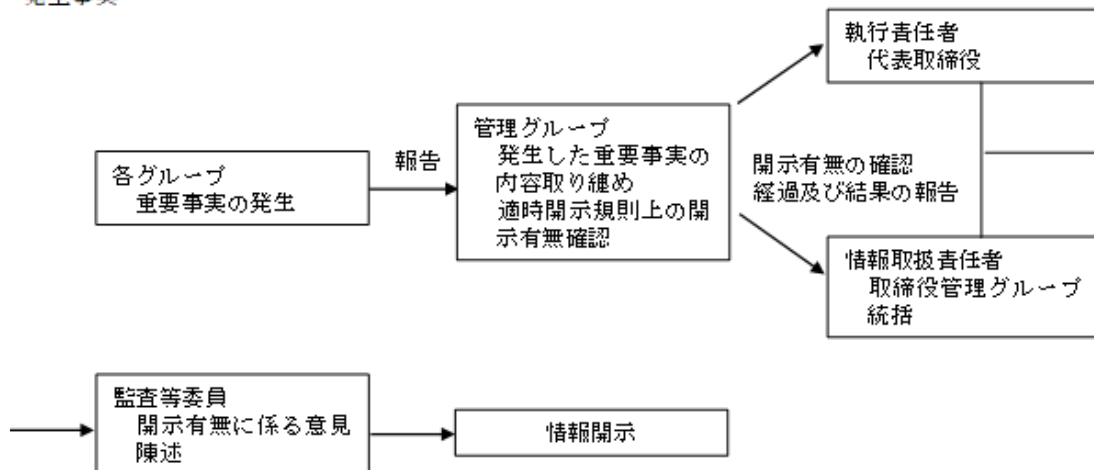 発生事実
執行責任者
代表取締役
管理グループ
発生した重要事実の
内容取り纏め
適時開示規則上の開
示有無確認
各グループ
重要事実の発生
報告
開示有無の確認
経過及び結果の報告
情報取扱責任者
取締役管理グループ
統括
監査等委員
開示有無に係る意見
陳述
情報開示